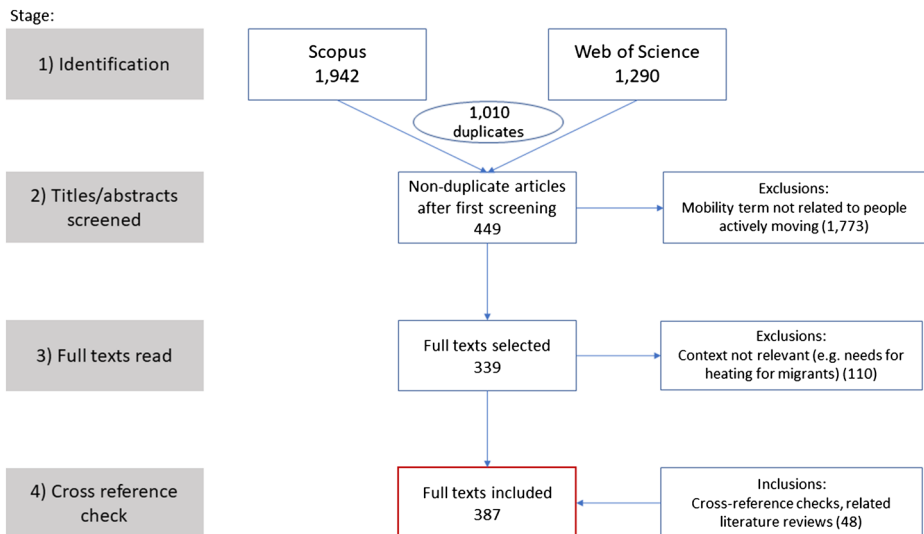 Stage:
1) Identification
Scopus
1,942
Web of Science
1,290
1,010
duplicates
2) Titles/abstracts
screened
Non-duplicate articles
after first screening
449
Exclusions:
Mobility term not related to people
actively moving (1,773)
3) Full texts read
Full texts selected
339
Exclusions:
Context not relevant (e.g. needs for
heating for migrants) (110)
4) Cross reference
check
Full texts included
387
Inclusions:
Cross-reference checks, related
literature reviews (48)